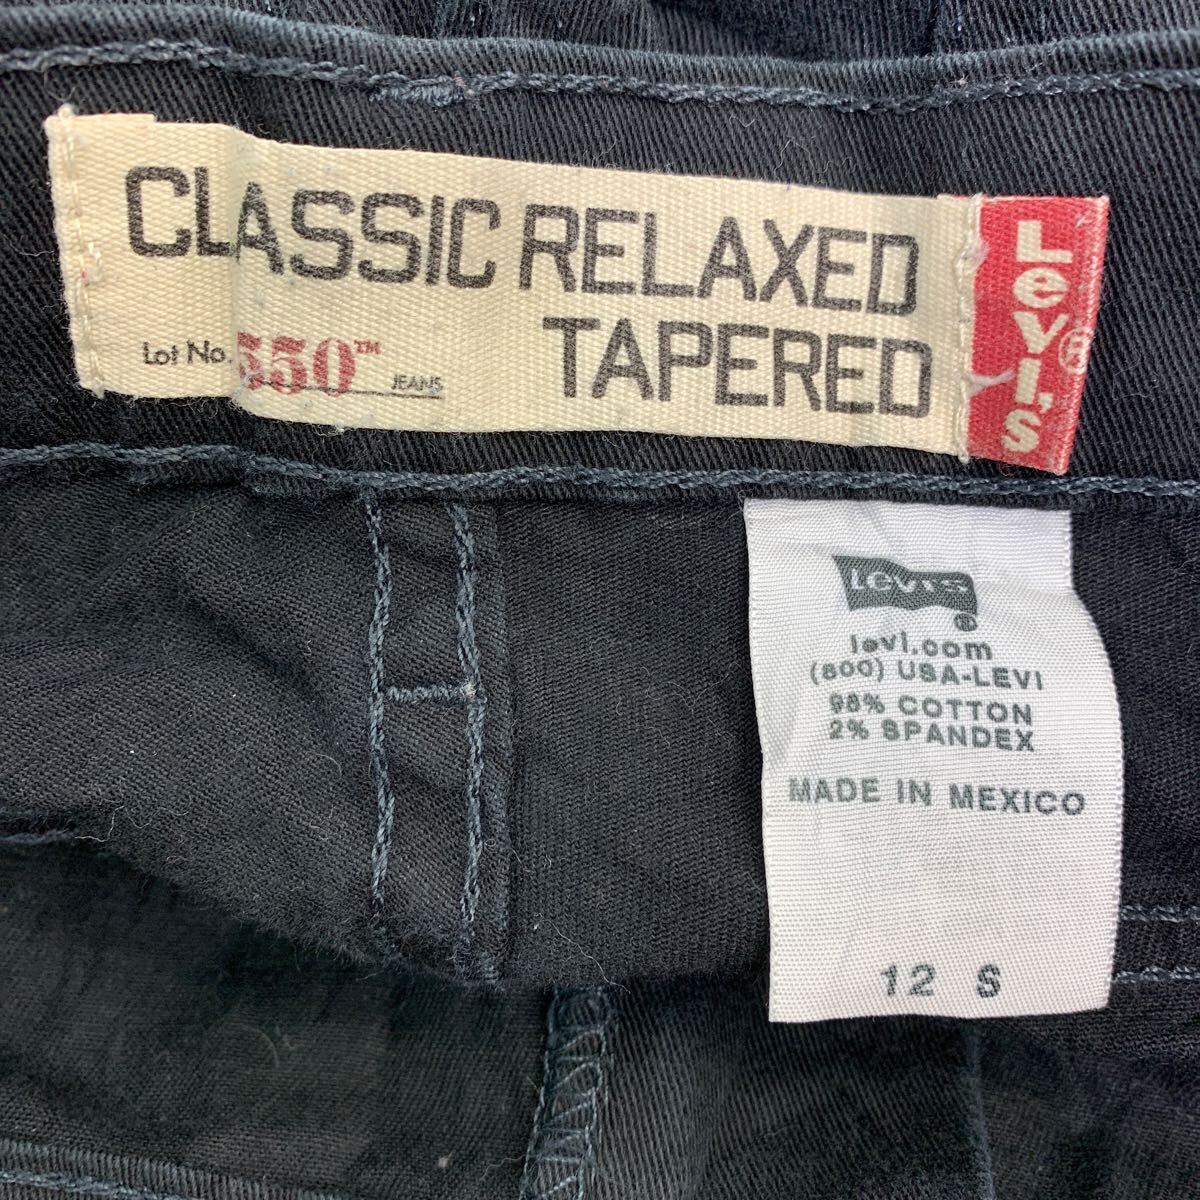 CLASSIC RELAXED
TAPERED
Lot No. 550™ JEANS
Levi's®
LEVI'S®
levi.com
(800) USA-LEVI
98% COTTON
2% SPANDEX
MADE IN MEXICO
12 S